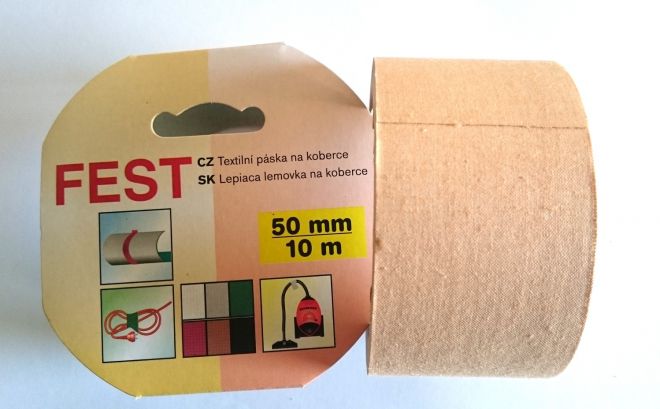 FEST
CZ Textilní páska na koberce
SK Lepiaca lemovka na koberce
50 mm
10 m